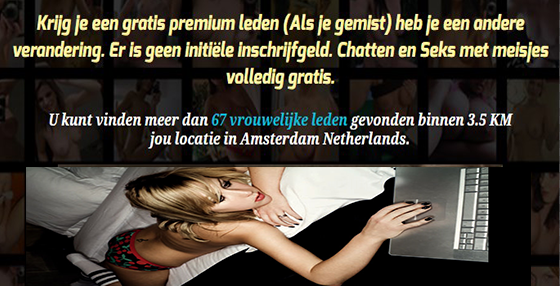 Krijg je een gratis premium leden (Als je gemist) heb je een andere
verandering. Er is geen initiële inschrijfgeld. Chatten en Seks met meisjes
volledig gratis.
U kunt vinden meer dan 67 vrouwelijke leden gevonden binnen 3.5 KM
jou locatie in Amsterdam Netherlands.